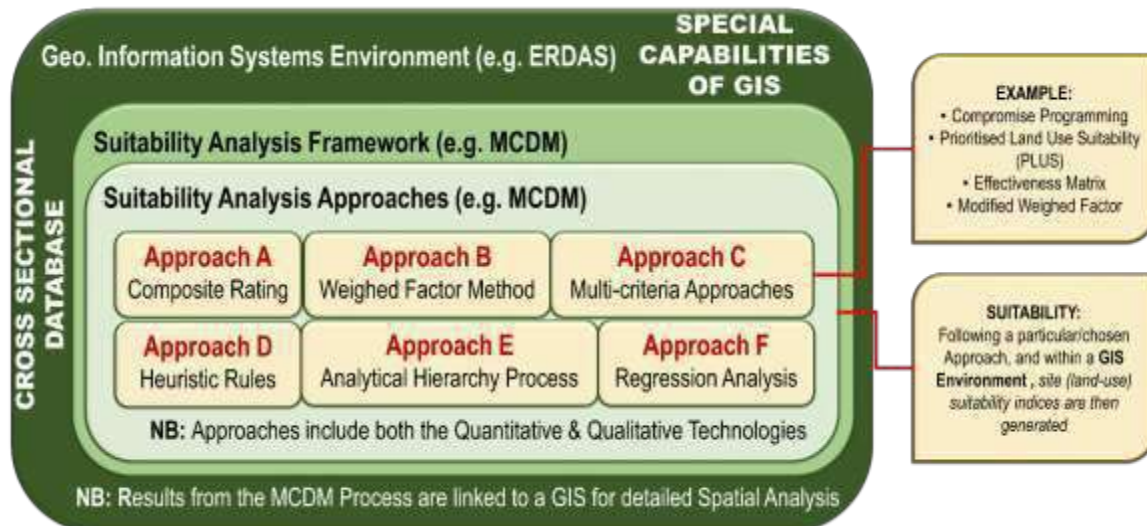 SPECIAL
CAPABILITIES
OF GIS
Geo. Information Systems Environment (e.g. ERDAS)
CROSS SECTIONAL
DATABASE
Suitability Analysis Framework (e.g. MCDM)
Suitability Analysis Approaches (e.g. MCDM)
Approach A
Composite Rating
Approach B
Weighed Factor Method
Approach C
Multi-criteria Approaches
Approach D
Heuristic Rules
Approach E
Analytical Hierarchy Process
Approach F
Regression Analysis
NB: Approaches include both the Quantitative & Qualitative Technologies
NB: Results from the MCDM Process are linked to a GIS for detailed Spatial Analysis
EXAMPLE:
• Compromise Programming
• Prioritised Land Use Suitability
(PLUS)
• Effectiveness Matrix
• Modified Weighed Factor
SUITABILITY:
Following a particular/chosen
Approach, and within a GIS
Environment , site (land-use)
suitability indices are then
generated